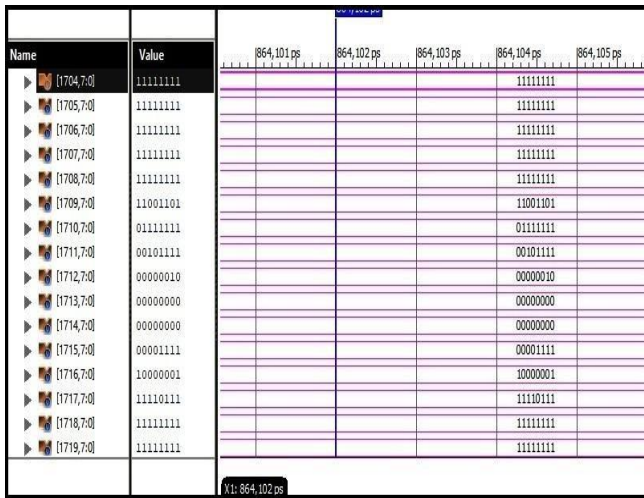 864,102 ps
Name Value 864,101 ps 864,102 ps 864,103 ps 864,104 ps 864,105 ps
[1704,7:0] 11111111 11111111
[1705,7:0] 11111111 11111111
[1706,7:0] 11111111 11111111
[1707,7:0] 11111111 11111111
[1708,7:0] 11111111 11111111
[1709,7:0] 11001101 11001101
[1710,7:0] 01111111 01111111
[1711,7:0] 00101111 00101111
[1712,7:0] 00000010 00000010
[1713,7:0] 00000000 00000000
[1714,7:0] 00000000 00000000
[1715,7:0] 00001111 00001111
[1716,7:0] 10000001 10000001
[1717,7:0] 11110111 11110111
[1718,7:0] 11111111 11111111
[1719,7:0] 11111111 11111111
X1: 864,102 ps